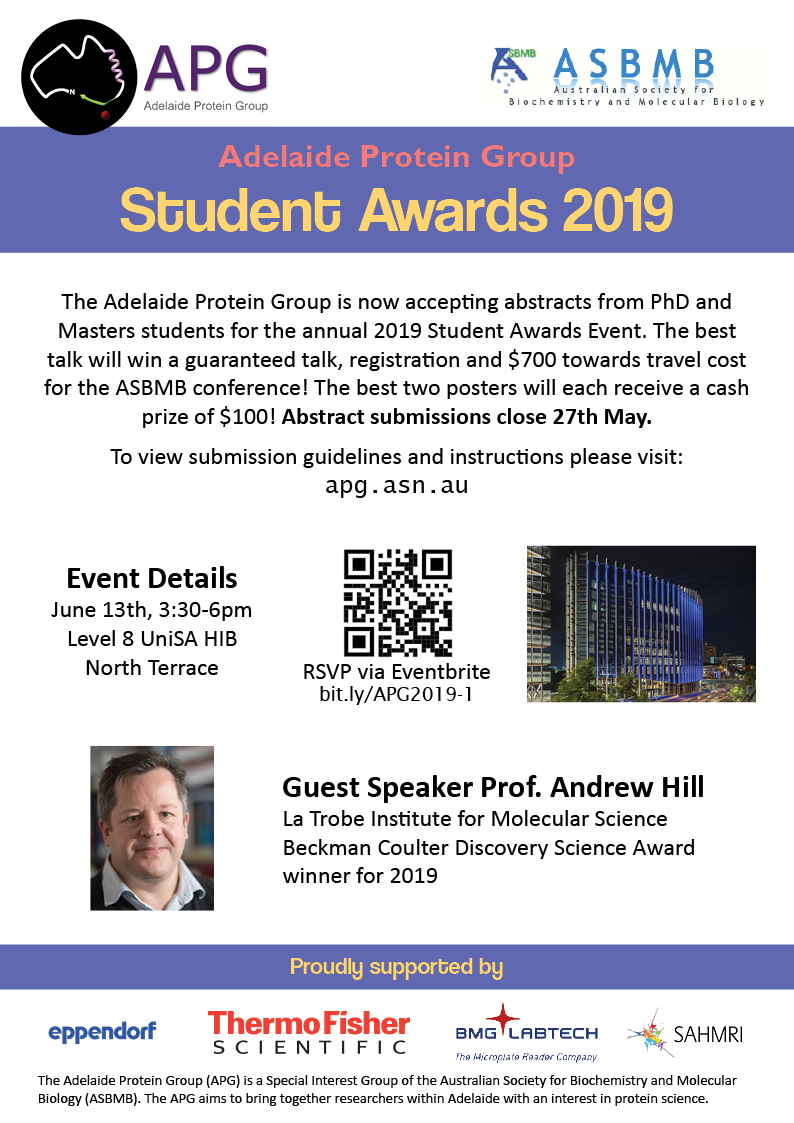 N
APG
Adelaide Protein Group
ASBMB
ASBMB
Australian Society for
Biochemistry and Molecular Biology
Adelaide Protein Group
Student Awards 2019
The Adelaide Protein Group is now accepting abstracts from PhD and
Masters students for the annual 2019 Student Awards Event. The best
talk will win a guaranteed talk, registration and $700 towards travel cost
for the ASBMB conference! The best two posters will each receive a cash
prize of $100! Abstract submissions close 27th May.
To view submission guidelines and instructions please visit:
apg.asn.au
Event Details
June 13th, 3:30-6pm
Level 8 UniSA HIB
North Terrace
RSVP via Eventbrite
bit.ly/APG2019-1
Guest Speaker Prof. Andrew Hill
La Trobe Institute for Molecular Science
Beckman Coulter Discovery Science Award
winner for 2019
Proudly supported by
eppendorf
ThermoFisher
SCIENTIFIC
BMG LABTECH
The Microplate Reader Company
SAHMRI
The Adelaide Protein Group (APG) is a Special Interest Group of the Australian Society for Biochemistry and Molecular
Biology (ASBMB). The APG aims to bring together researchers within Adelaide with an interest in protein science.